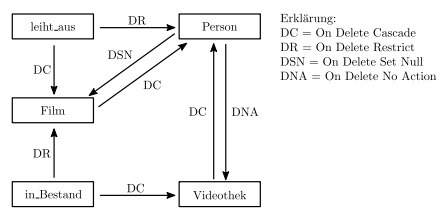 leiht_aus
DR
Person
Erklärung:
DC = On Delete Cascade
DR = On Delete Restrict
DSN = On Delete Set Null
DNA = On Delete No Action
DC
DSN
DC
Film
DR
DC
DNA
in_Bestand
DC
Videothek